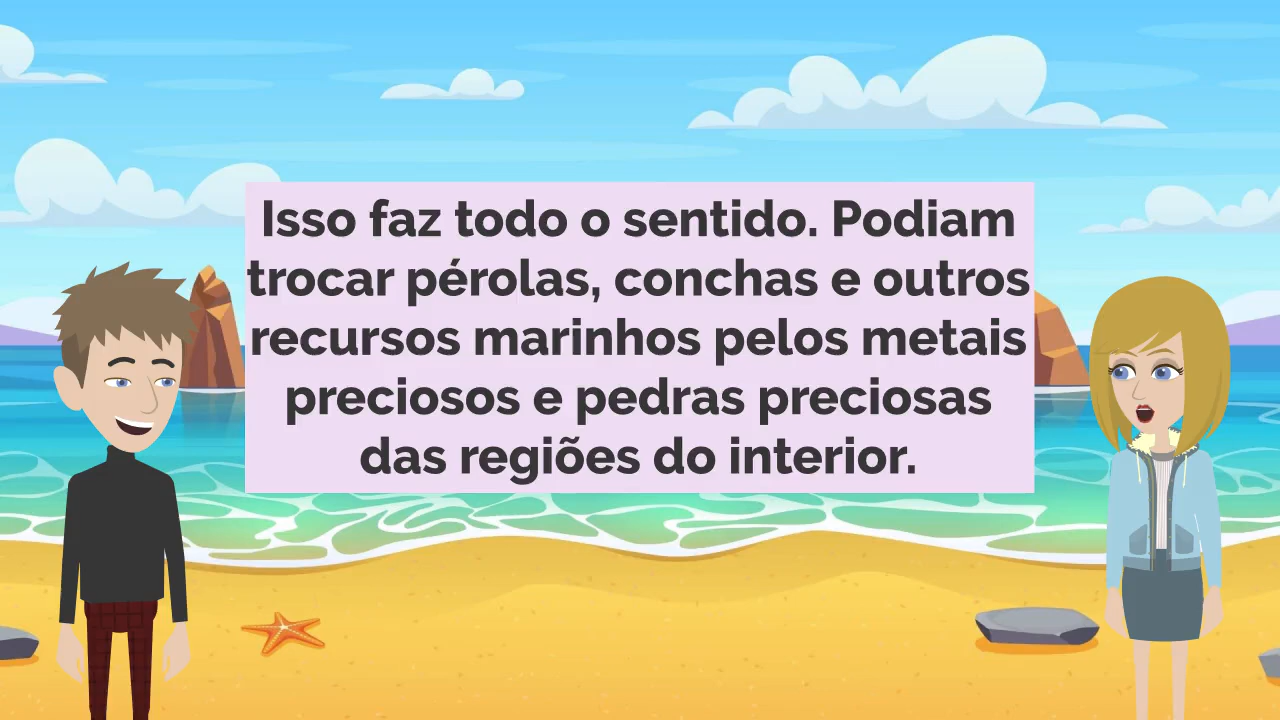 Isso faz todo o sentido. Podiam
trocar pérolas, conchas e outros
recursos marinhos pelos metais
preciosos e pedras preciosas
das regiões do interior.